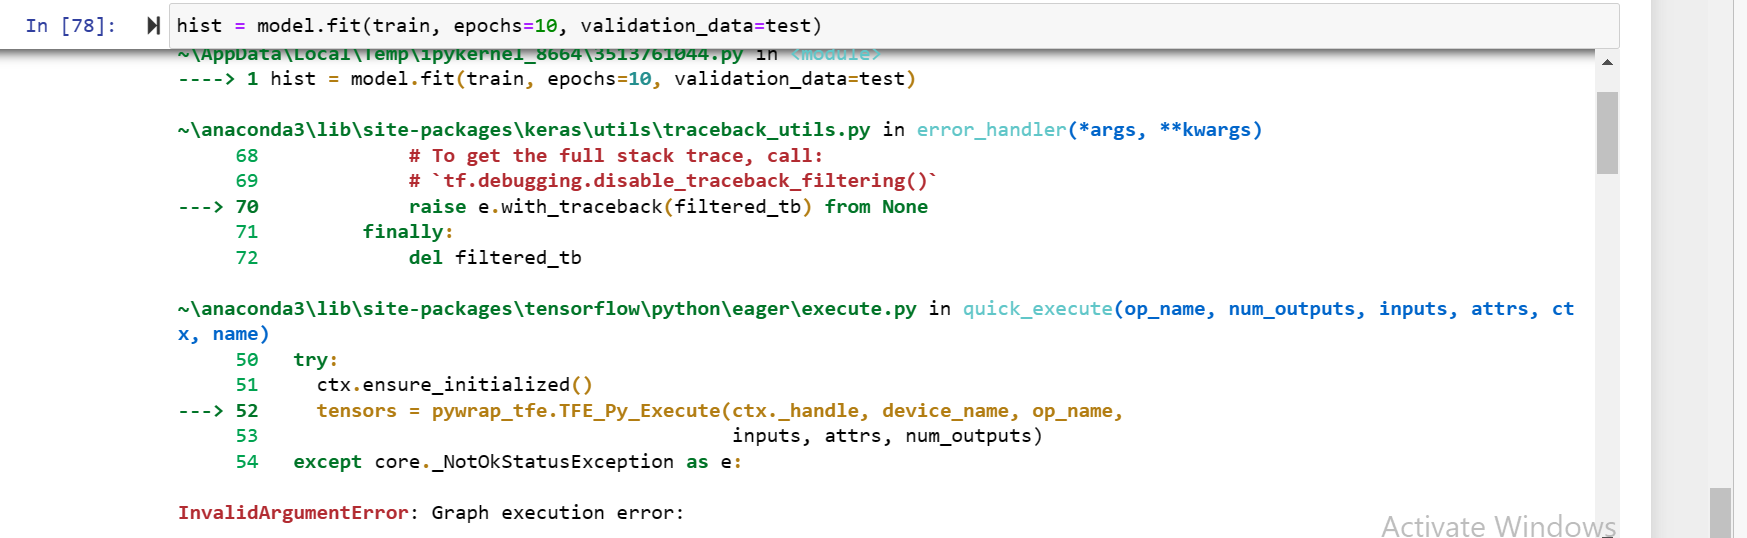 In [78]: hist = model.fit(train, epochs=10, validation_data=test)
~\AppData\Local\Temp\ipykernel_8664\3513761044.py in <module>
----> 1 hist = model.fit(train, epochs=10, validation_data=test)
~\anaconda3\lib\site-packages\keras\utils\traceback_utils.py in error_handler(*args, **kwargs)
68 # To get the full stack trace, call:
69 # `tf.debugging.disable_traceback_filtering()`
---> 70 raise e.with_traceback(filtered_tb) from None
71 finally:
72 del filtered_tb
~\anaconda3\lib\site-packages\tensorflow\python\eager\execute.py in quick_execute(op_name, num_outputs, inputs, attrs, ct
x, name)
50 try:
51 ctx.ensure_initialized()
---> 52 tensors = pywrap_tfe.TFE_Py_Execute(ctx._handle, device_name, op_name,
53 inputs, attrs, num_outputs)
54 except core._NotOkStatusException as e:
InvalidArgumentError: Graph execution error:
Activate Windows